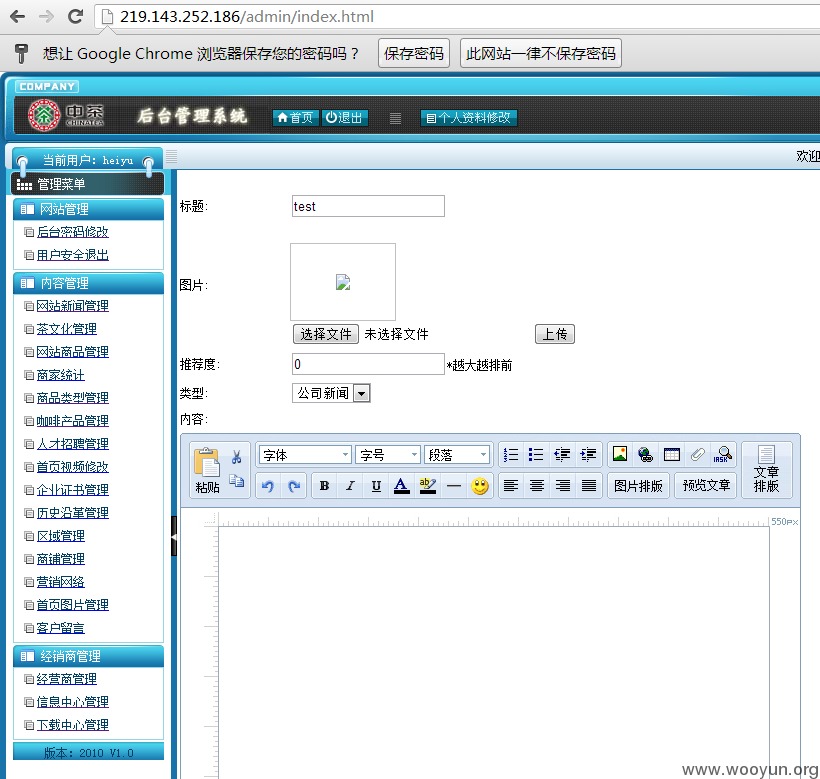 219.143.252.186/admin/index.html
想让 Google Chrome 浏览器保存您的密码吗？ 保存密码 此网站一律不保存密码
COMPANY
中茶 CHINATEA 后台管理系统 首页 退出 个人资料修改
当前用户: heiyu 欢迎
管理菜单
网站管理
后台密码修改
用户安全退出
内容管理
网站新闻管理
茶文化管理
网站商品管理
商家统计
商品类型管理
咖啡产品管理
人才招聘管理
首页视频修改
企业证书管理
历史沿革管理
区域管理
商铺管理
营销网络
首页图片管理
客户留言
经销商管理
经营商管理
信息中心管理
下载中心管理
版本: 2010 V1.0
标题: test
图片:
选择文件 未选择文件 上传
推荐度: 0 *越大越排前
类型: 公司新闻
内容:
粘贴 字体 字号 段落 ASK
B I U A ab 图片排版 预览文章 文章排版
550PX
www.wooyun.org